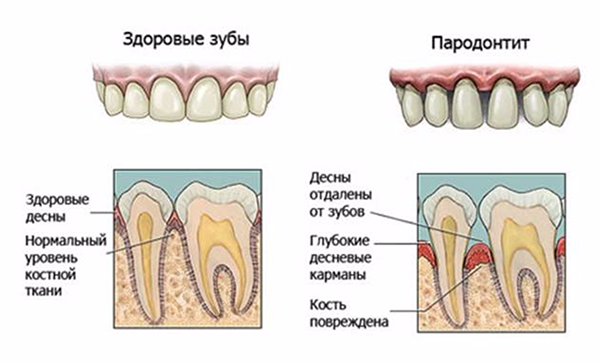 Здоровые зубы
Пародонтит
Здоровые
десны
Нормальный
уровень
костной
ткани
Десны
отдалены
от зубов
Глубокие
десневые
карманы
Кость
повреждена